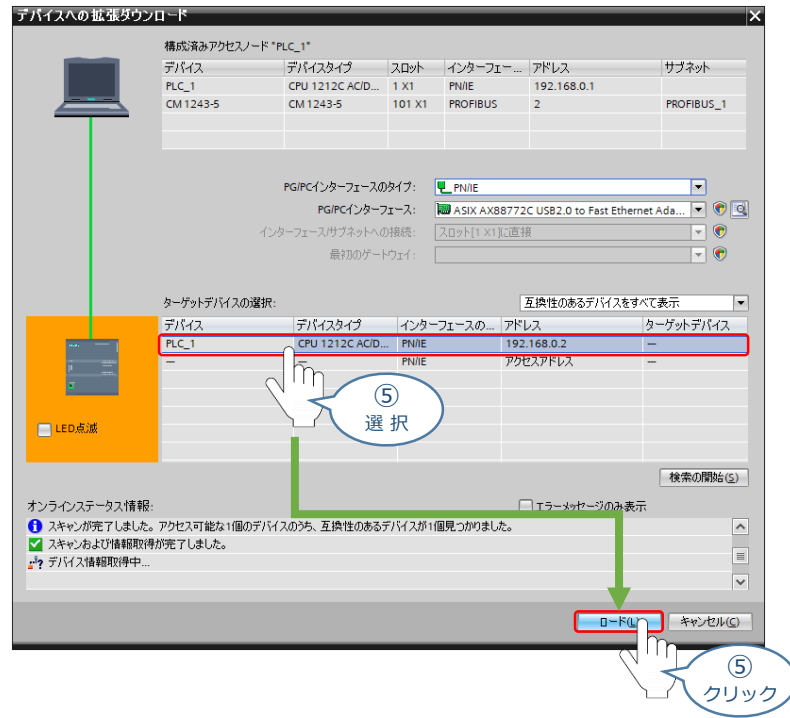 デバイスへの拡張ダウンロード
構成済みアクセスノード "PLC_1"
デバイス デバイスタイプ スロット インターフェー... アドレス サブネット
PLC_1 CPU 1212C AC/D... 1 X1 PN/IE 192.168.0.1
CM 1243-5 CM 1243-5 101 X1 PROFIBUS 2 PROFIBUS_1
PG/PCインターフェースのタイプ: PN/IE
PG/PCインターフェース: ASIX AX88772C USB2.0 to Fast Ethernet Ada...
インターフェース/サブネットへの接続: スロット[1 X1]に直接
最初のゲートウェイ:
ターゲットデバイスの選択: 互換性のあるデバイスをすべて表示
デバイス デバイスタイプ インターフェースの... アドレス ターゲットデバイス
PLC_1 CPU 1212C AC/D... PN/IE 192.168.0.2 —
— — PN/IE アクセスアドレス —
⑤
選 択
LED点滅
検索の開始(S)
オンラインステータス情報: エラーメッセージのみ表示
スキャンが完了しました。アクセス可能な1個のデバイスのうち、互換性のあるデバイスが1個見つかりました。
スキャンおよび情報取得が完了しました。
デバイス情報取得中...
ロード(L) キャンセル(C)
⑤
クリック